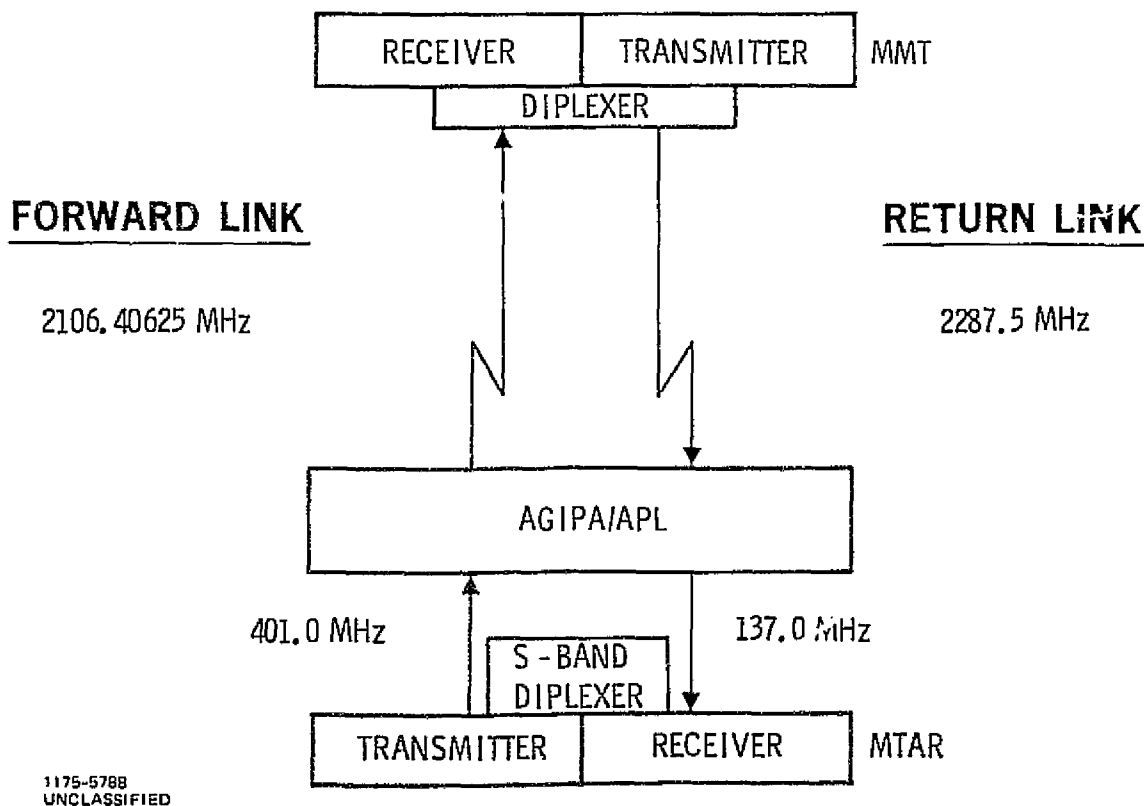 RECEIVER TRANSMITTER MMT
DIPLEXER
FORWARD LINK
RETURN LINK
2106.40625 MHz
2287.5 MHz
AGIPA/APL
401.0 MHz
137.0 MHz
S-BAND
DIPLEXER
TRANSMITTER RECEIVER MTAR
1175-5788
UNCLASSIFIED